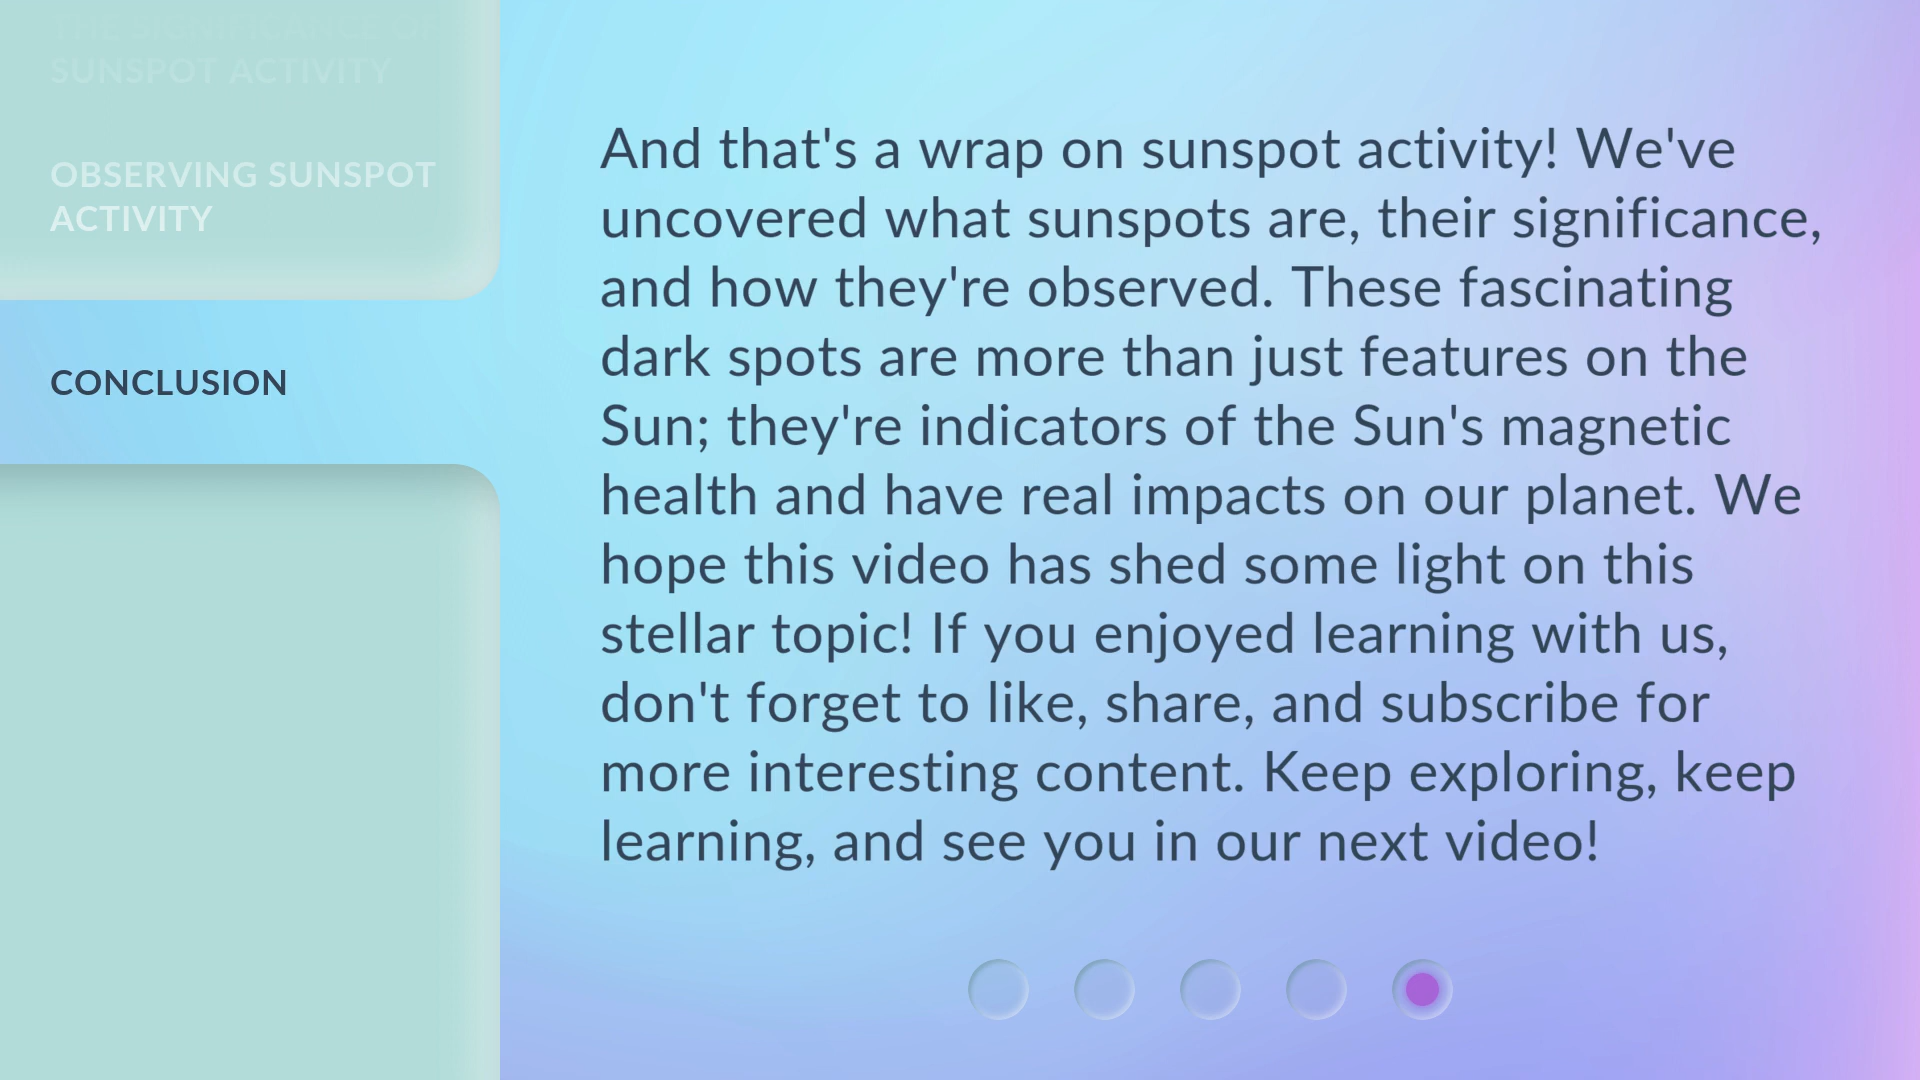 THE SIGNIFICANCE OF
SUNSPOT ACTIVITY
OBSERVING SUNSPOT
ACTIVITY
CONCLUSION
And that's a wrap on sunspot activity! We've
uncovered what sunspots are, their significance,
and how they're observed. These fascinating
dark spots are more than just features on the
Sun; they're indicators of the Sun's magnetic
health and have real impacts on our planet. We
hope this video has shed some light on this
stellar topic! If you enjoyed learning with us,
don't forget to like, share, and subscribe for
more interesting content. Keep exploring, keep
learning, and see you in our next video!